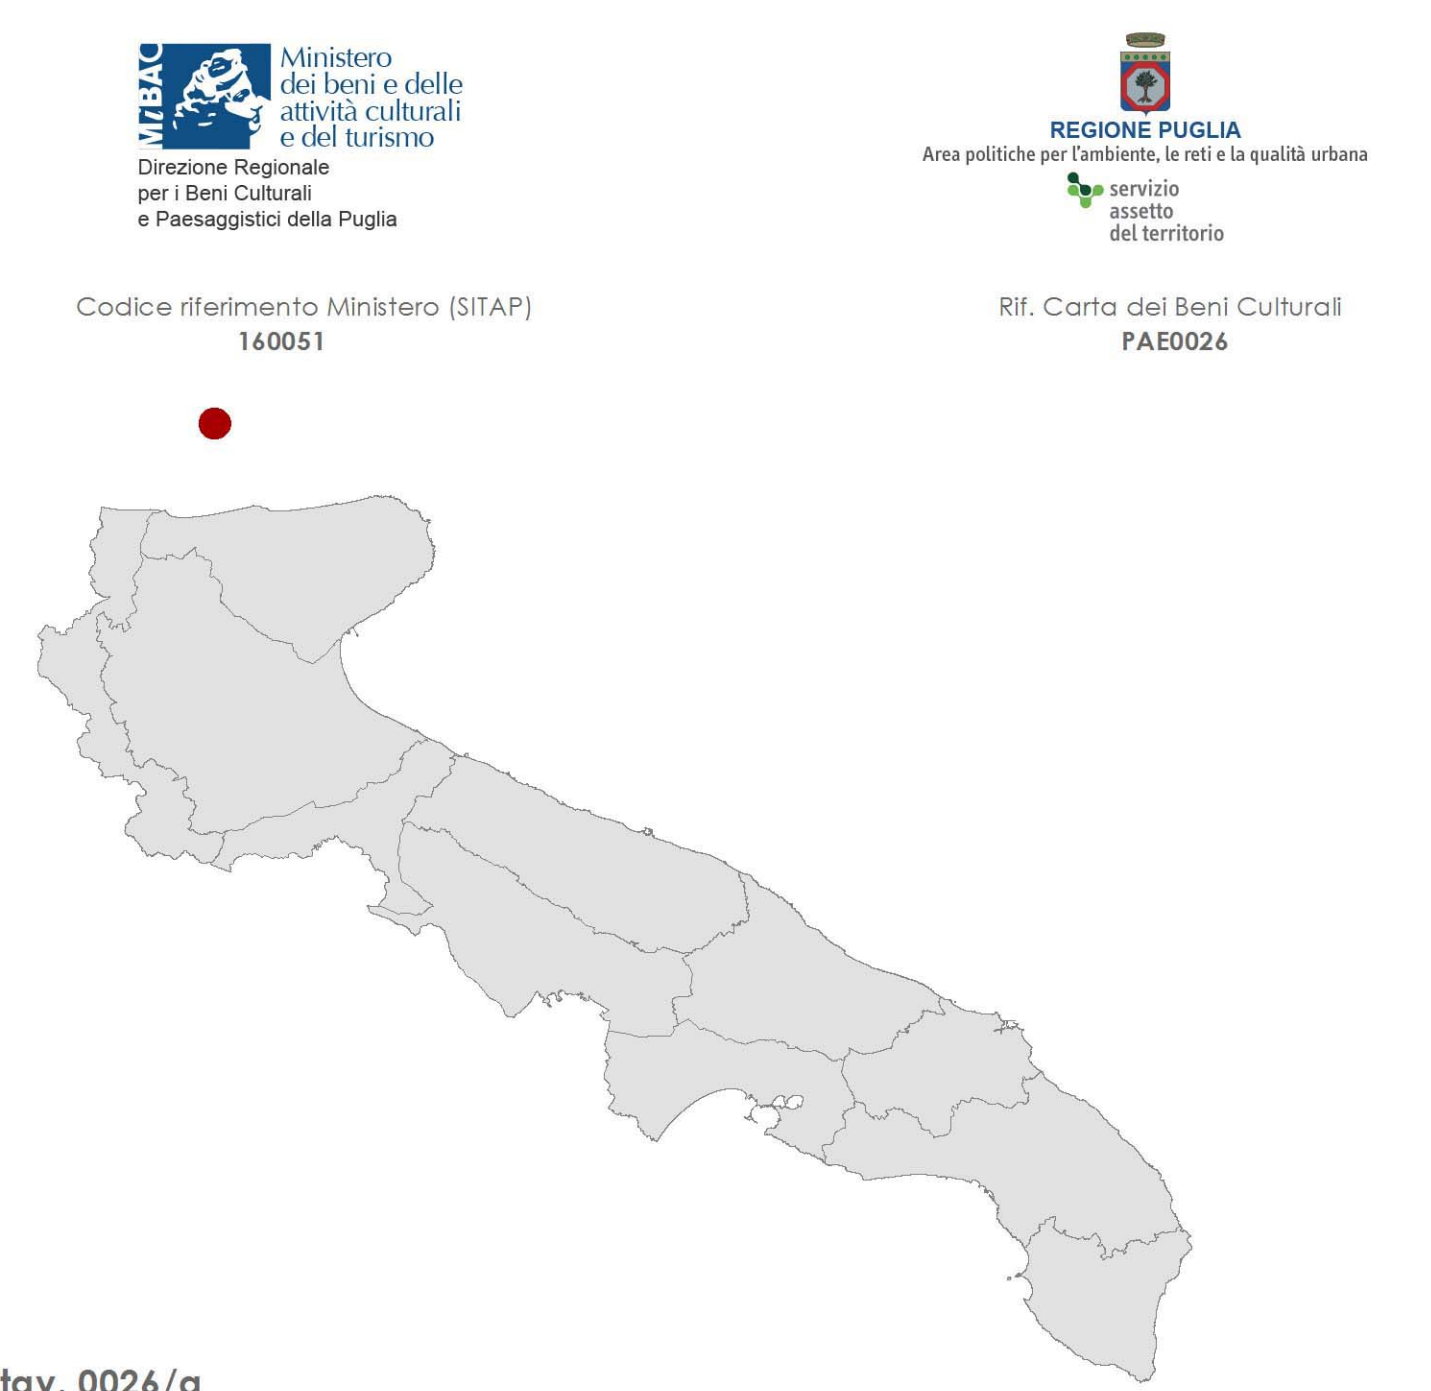 MiBAC
Ministero
dei beni e delle
attività culturali
e del turismo
Direzione Regionale
per i Beni Culturali
e Paesaggistici della Puglia
REGIONE PUGLIA
Area politiche per l'ambiente, le reti e la qualità urbana
servizio
assetto
del territorio
Codice riferimento Ministero (SITAP)
160051
Rif. Carta dei Beni Culturali
PAE0026
tav. 0026/a